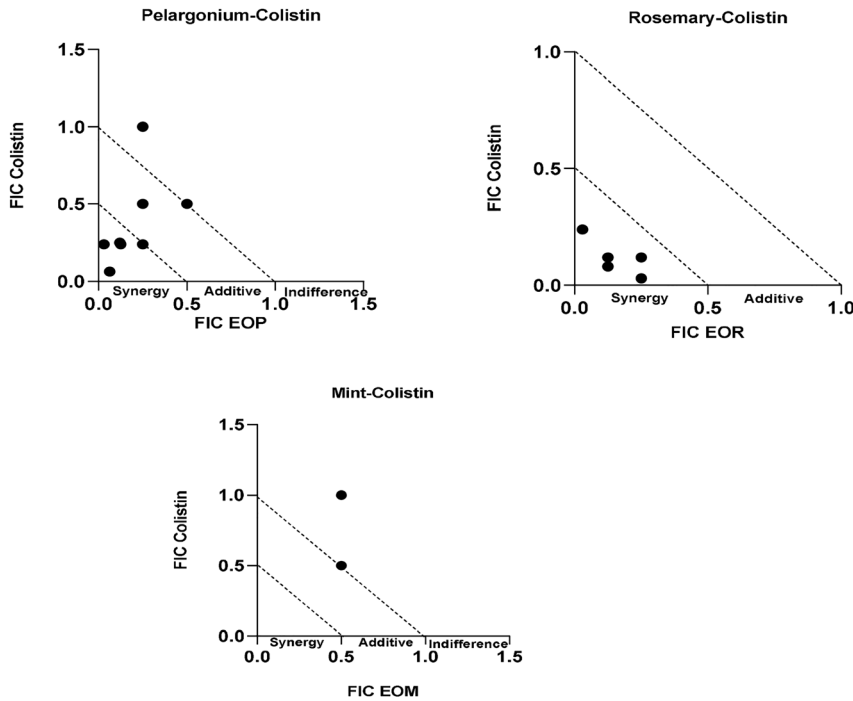 Pelargonium-Colistin
1.5
1.0
0.5
0.0
FIC Colistin
Synergy Additive Indifference
0.0 0.5 1.0 1.5
FIC EOP
Rosemary-Colistin
1.0
0.5
0.0
FIC Colistin
Synergy Additive
0.0 0.5 1.0
FIC EOR
Mint-Colistin
1.5
1.0
0.5
0.0
FIC Colistin
Synergy Additive Indifference
0.0 0.5 1.0 1.5
FIC EOM